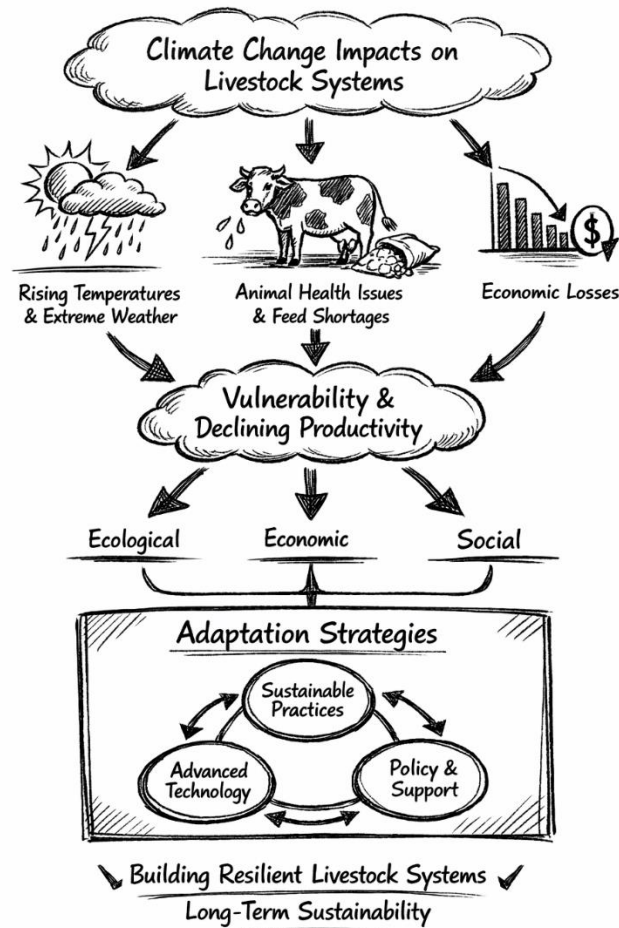 Climate Change Impacts on
Livestock Systems
$
Rising Temperatures
& Extreme Weather
Animal Health Issues
& Feed Shortages
Economic Losses
Vulnerability &
Declining Productivity
Ecological
Economic
Social
Adaptation Strategies
Sustainable
Practices
Advanced
Technology
Policy &
Support
Building Resilient Livestock Systems
Long-Term Sustainability